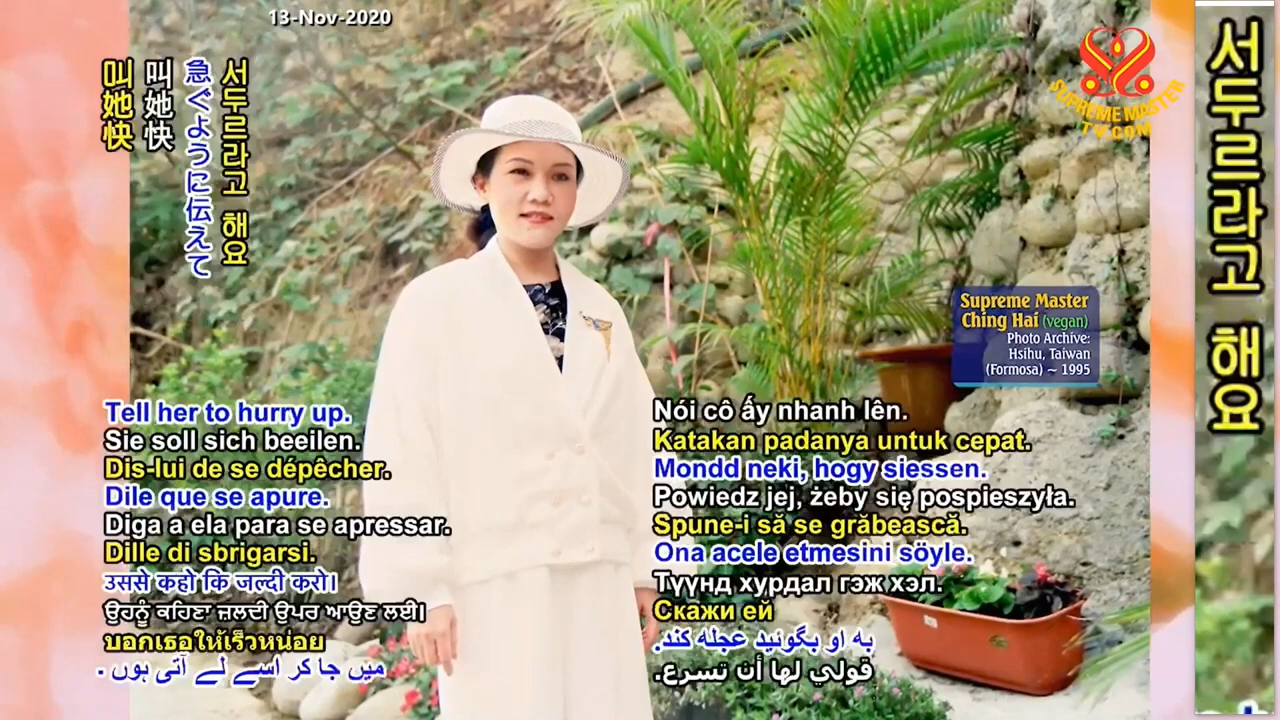 13-Nov-2020
SUPREME MASTER
TV.COM
서두르라고 해요
急ぐように伝えて
叫她快
叫她快
Supreme Master
Ching Hai (vegan)
Photo Archive:
Hsihu, Taiwan
(Formosa) ~ 1995
Tell her to hurry up.
Sie soll sich beeilen.
Dis-lui de se dépêcher.
Dile que se apure.
Diga a ela para se apressar.
Dille di sbrigarsi.
उससे कहो कि जल्दी करो।
ਉਹਨੂੰ ਕਹਿਣਾ ਜ਼ਲਦੀ ਉਪਰ ਆਉਣ ਲਈ।
บอกเธอให้เร็วหน่อย
میں جا کر اسے لے آتی ہوں ۔
Nói cô ấy nhanh lên.
Katakan padanya untuk cepat.
Mondd neki, hogy siessen.
Powiedz jej, żeby się pospieszyła.
Spune-i să se grăbească.
Ona acele etmesini söyle.
Түүнд хурдал гэж хэл.
Скажи ей
به او بگوئید عجله کند.
قولي لها أن تسرع.
서두르라고 해요